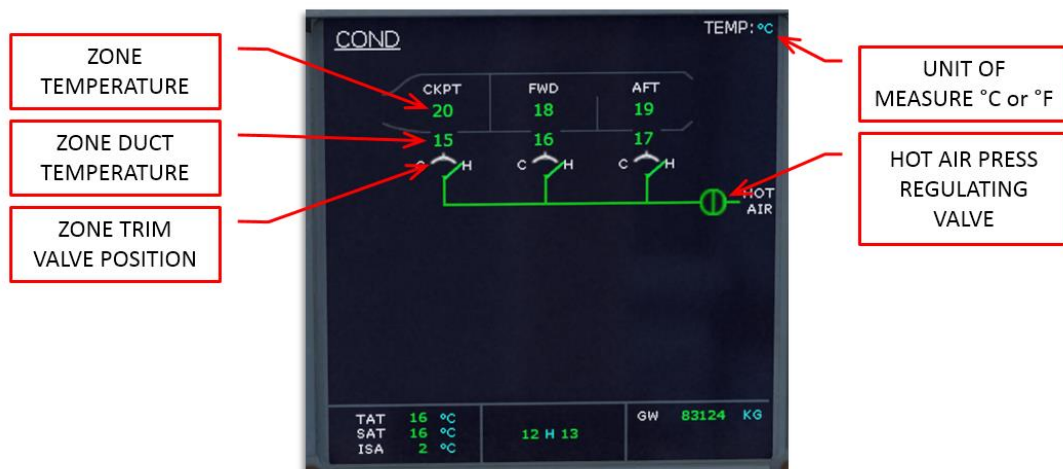 ZONE
TEMPERATURE
ZONE DUCT
TEMPERATURE
ZONE TRIM
VALVE POSITION
COND
TEMP: °C
CKPT FWD AFT
20 18 19
15 16 17
C H C H C H
HOT
AIR
TAT 16 °C
SAT 16 °C
ISA 2 °C
12 H 13
GW 83124 KG
UNIT OF
MEASURE °C or °F
HOT AIR PRESS
REGULATING
VALVE